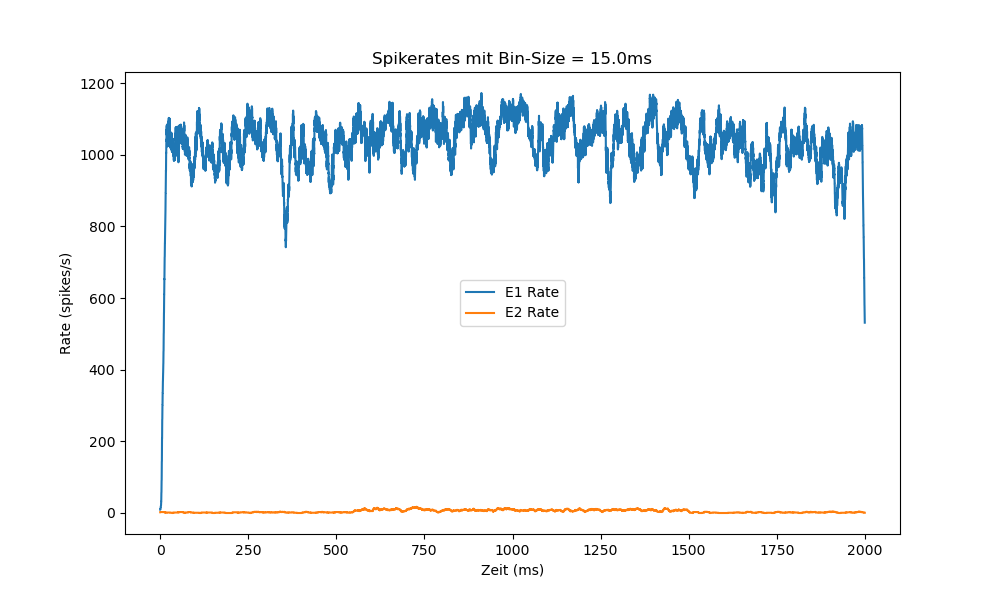 Spikerates mit Bin-Size = 15.0ms
1200
1000
800
600
400
200
0
Rate (spikes/s)
E1 Rate
E2 Rate
0 250 500 750 1000 1250 1500 1750 2000
Zeit (ms)